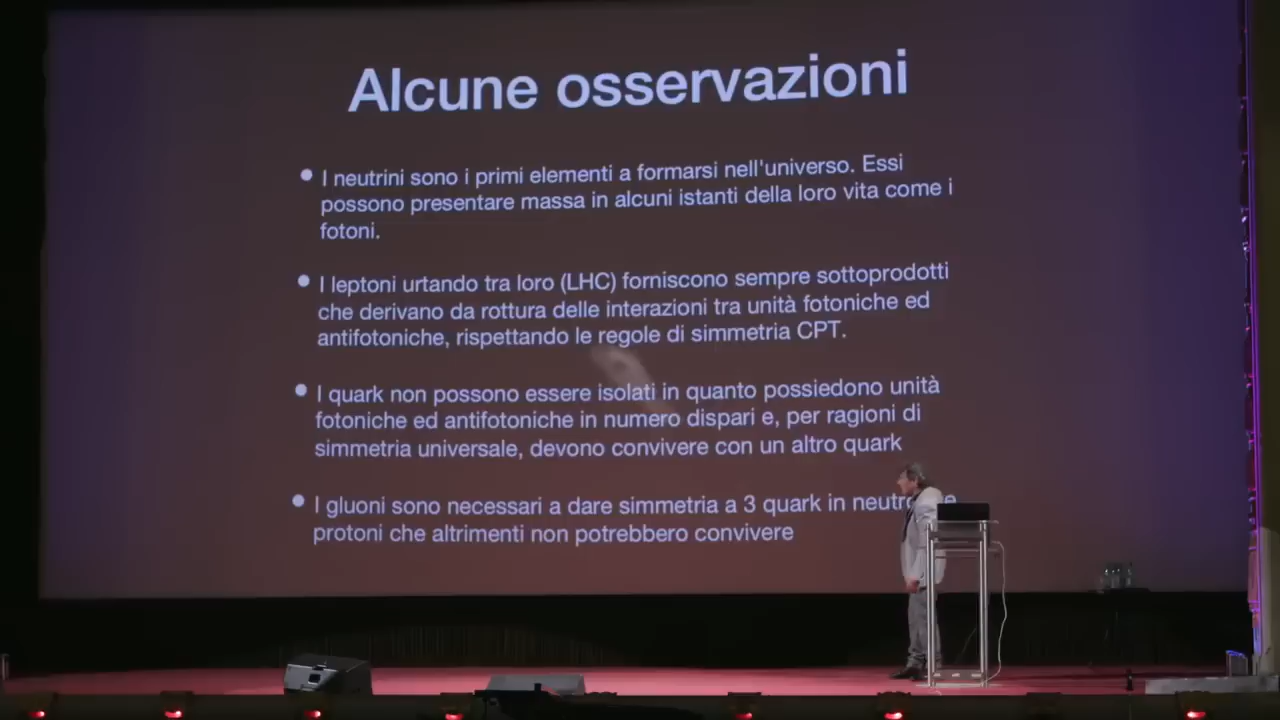 Alcune osservazioni
• I neutrini sono i primi elementi a formarsi nell'universo. Essi
possono presentare massa in alcuni istanti della loro vita come i
fotoni.
• I leptoni urtando tra loro (LHC) forniscono sempre sottoprodotti
che derivano da rottura delle interazioni tra unità fotoniche ed
antifotoniche, rispettando le regole di simmetria CPT.
• I quark non possono essere isolati in quanto possiedono unità
fotoniche ed antifotoniche in numero dispari e, per ragioni di
simmetria universale, devono convivere con un altro quark
• I gluoni sono necessari a dare simmetria a 3 quark in
protoni che altrimenti non potrebbero convivere